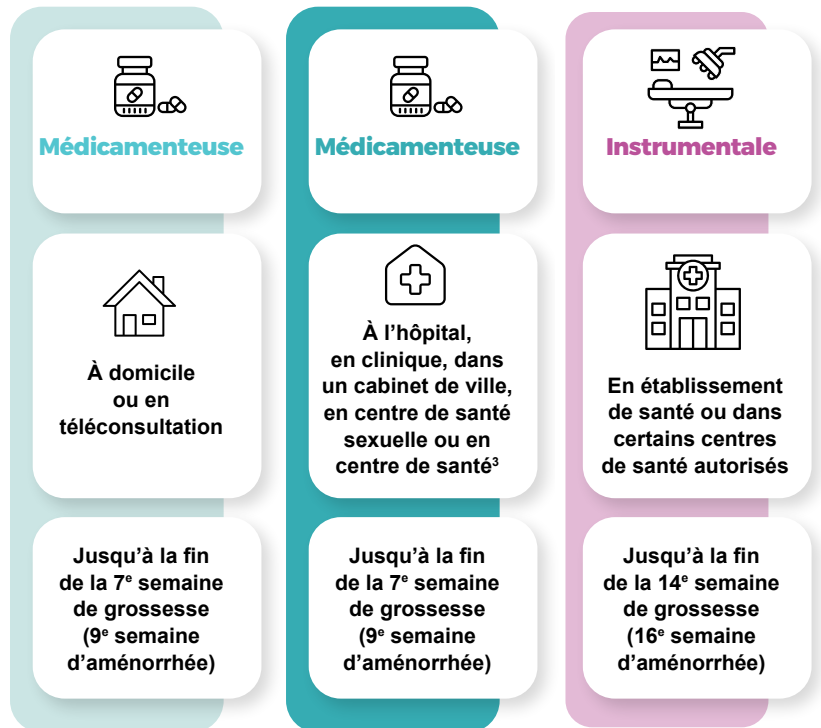 Médicamenteuse
À domicile
ou en
téléconsultation
Jusqu’à la fin
de la 7e semaine
de grossesse
(9e semaine
d’aménorrhée)
Médicamenteuse
À l’hôpital,
en clinique, dans
un cabinet de ville,
en centre de santé
sexuelle ou en
centre de santé³
Jusqu’à la fin
de la 7e semaine
de grossesse
(9e semaine
d’aménorrhée)
Instrumentale
En établissement
de santé ou dans
certains centres
de santé autorisés
Jusqu’à la fin
de la 14e semaine
de grossesse
(16e semaine
d’aménorrhée)